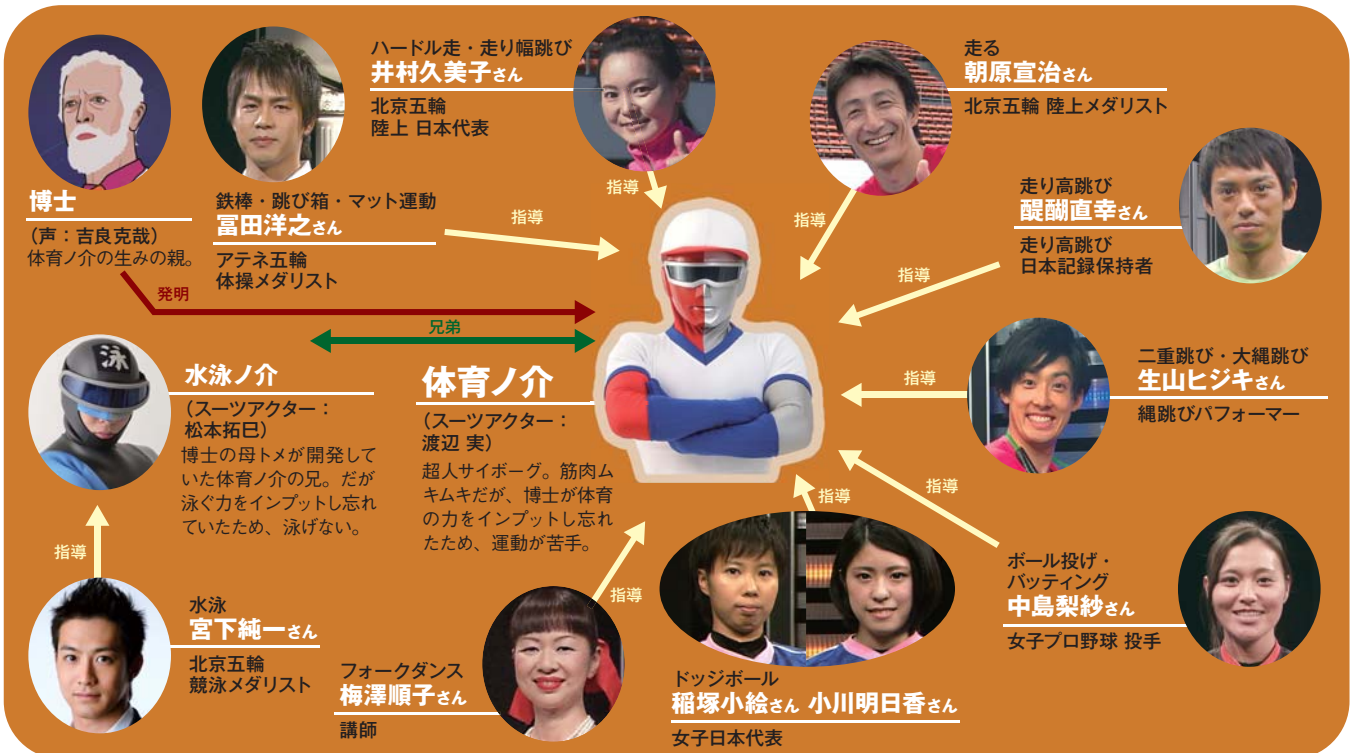 博士
(声:吉良克哉)
体育ノ介の生みの親。
発明
鉄棒・跳び箱・マット運動
冨田洋之さん
アテネ五輪
体操メダリスト
指導
ハードル走・走り幅跳び
井村久美子さん
北京五輪
陸上 日本代表
指導
走る
朝原宣治さん
北京五輪 陸上メダリスト
指導
走り高跳び
醍醐直幸さん
走り高跳び
日本記録保持者
指導
兄弟
泳
水泳ノ介
(スーツアクター:
松本拓巳)
博士の母トメが開発して
いた体育ノ介の兄。だが
泳ぐ力をインプットし忘れ
ていたため、泳げない。
体育ノ介
(スーツアクター:
渡辺 実)
超人サイボーグ。筋肉ム
キムキだが、博士が体育
の力をインプットし忘れ
たため、運動が苦手。
二重跳び・大縄跳び
生山ヒジキさん
縄跳びパフォーマー
指導
指導
水泳
宮下純一さん
北京五輪
競泳メダリスト
フォークダンス
梅澤順子さん
講師
指導
ドッジボール
稲塚小絵さん 小川明日香さん
女子日本代表
指導
ボール投げ・
バッティング
中島梨紗さん
女子プロ野球 投手
指導